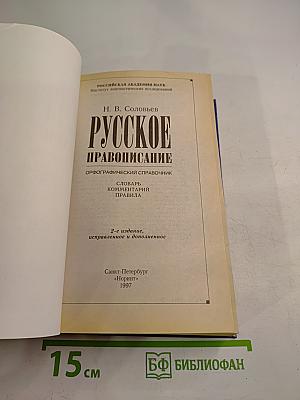 РОССИЙСКАЯ АКАДЕМИЯ НАУК
Институт лингвистических исследований
Н. В. Соловьев
РУССКОЕ
ПРАВОПИСАНИЕ
ОРФОГРАФИЧЕСКИЙ СПРАВОЧНИК
СЛОВАРЬ
КОММЕНТАРИЙ
ПРАВИЛА
2-е издание,
исправленное и дополненное
Санкт-Петербург
«Норинт»
1997
15 см
БФ БИБЛИОФАН